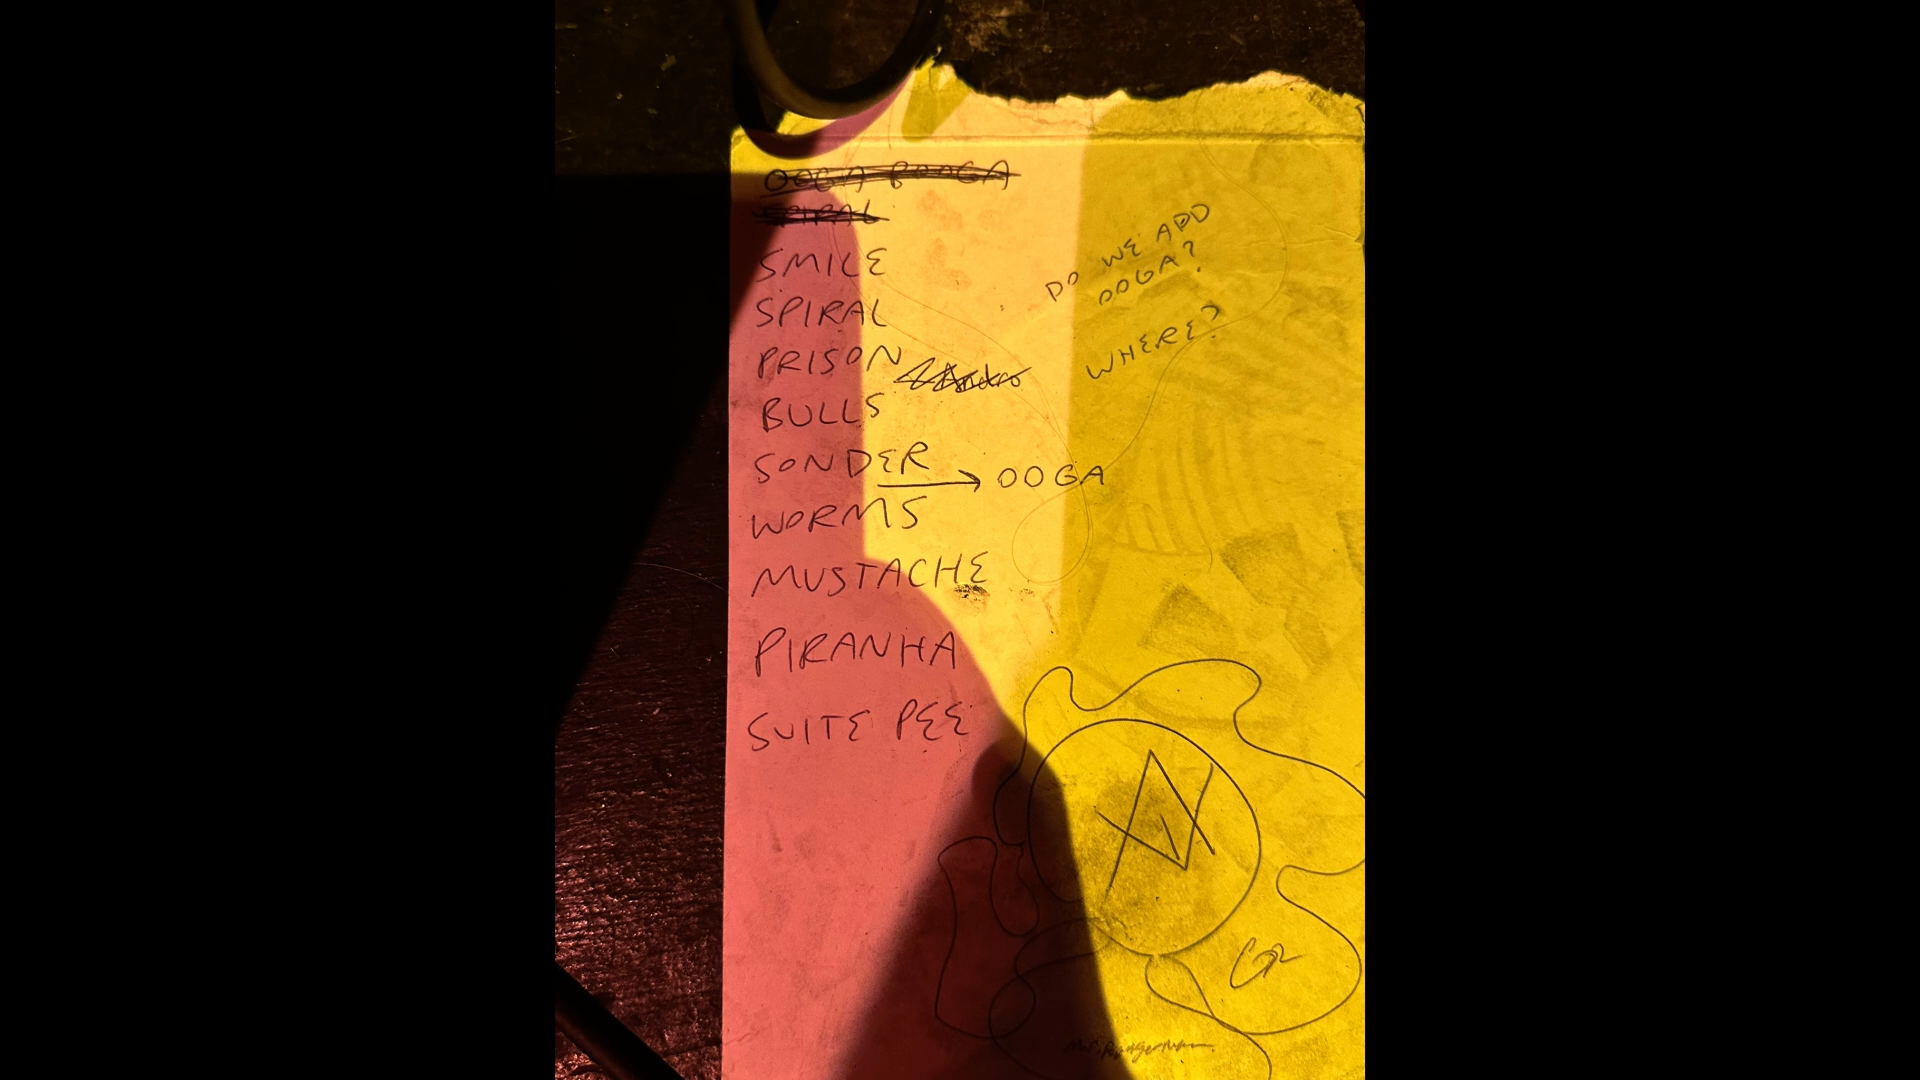 OOGA BOOGA
SPIRAL
SMILE
SPIRAL
PRISON
BULLS
SONDER → OOGA
WORMS
MUSTACHE
PIRANHA
SUITE PEE
DO WE ADD
OOGA?
WHERE?